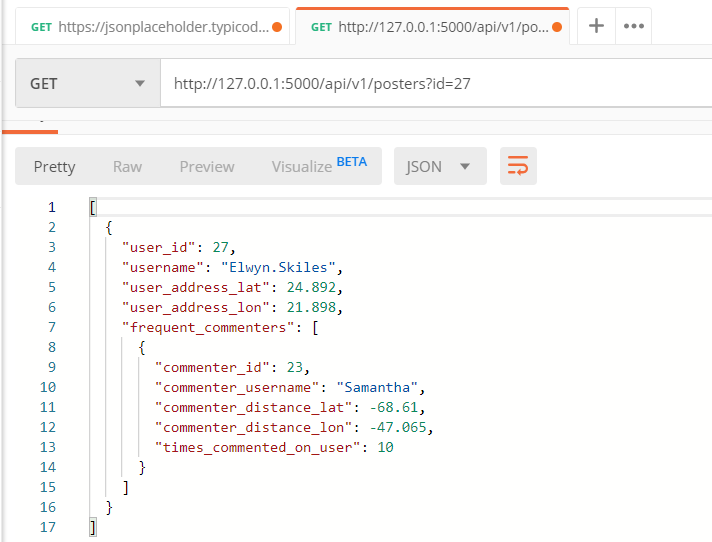 GET https://jsonplaceholder.typicod... GET http://127.0.0.1:5000/api/v1/po... + •••
GET http://127.0.0.1:5000/api/v1/posters?id=27
Pretty Raw Preview Visualize BETA JSON
1 [
2 {
3 "user_id": 27,
4 "username": "Elwyn.Skiles",
5 "user_address_lat": 24.892,
6 "user_address_lon": 21.898,
7 "frequent_commenters": [
8 {
9 "commenter_id": 23,
10 "commenter_username": "Samantha",
11 "commenter_distance_lat": -68.61,
12 "commenter_distance_lon": -47.065,
13 "times_commented_on_user": 10
14 }
15 ]
16 }
17 ]